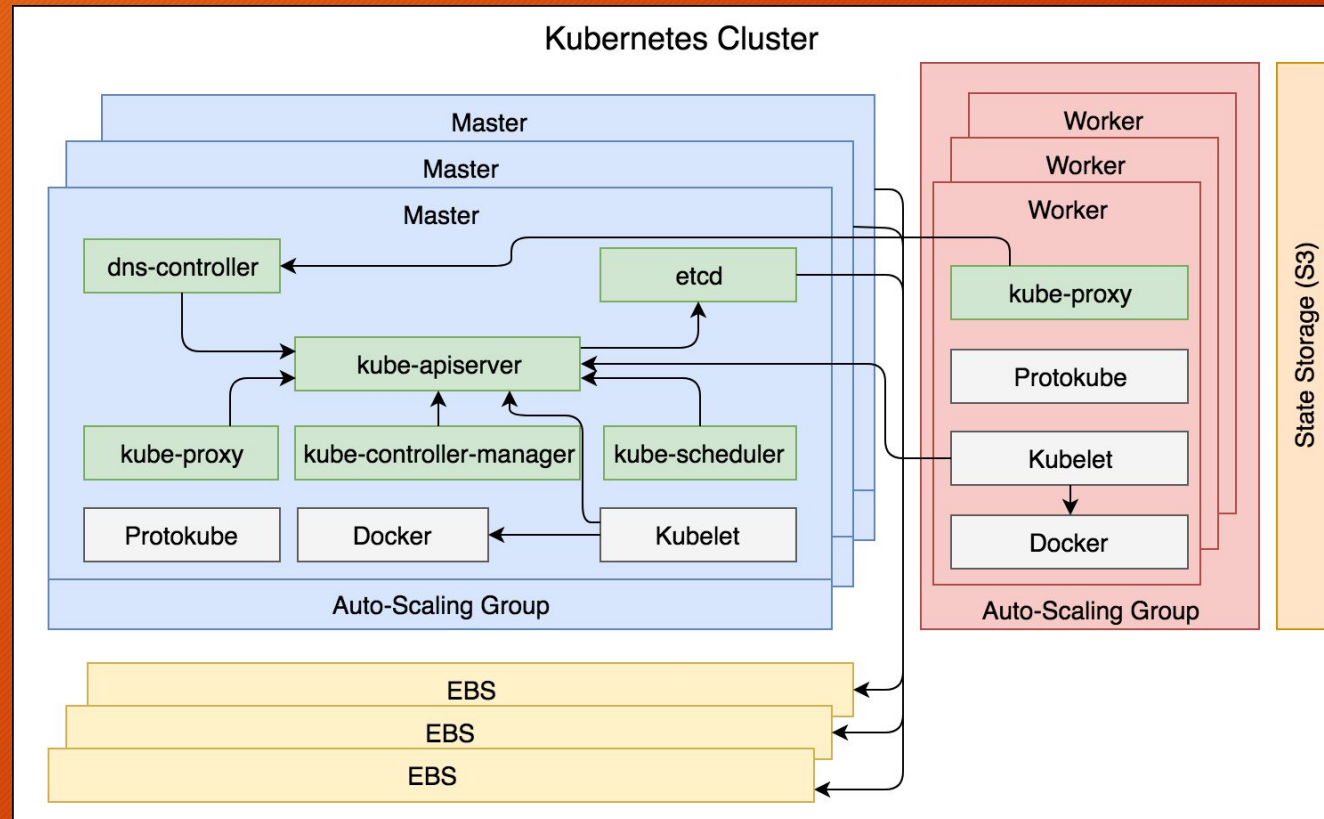 Kubernetes Cluster
Master
Master
Master
dns-controller
etcd
kube-apiserver
kube-proxy
kube-controller-manager
kube-scheduler
Protokube
Docker
Kubelet
Auto-Scaling Group
EBS
EBS
EBS
Worker
Worker
Worker
kube-proxy
Protokube
Kubelet
Docker
Auto-Scaling Group
State Storage (S3)